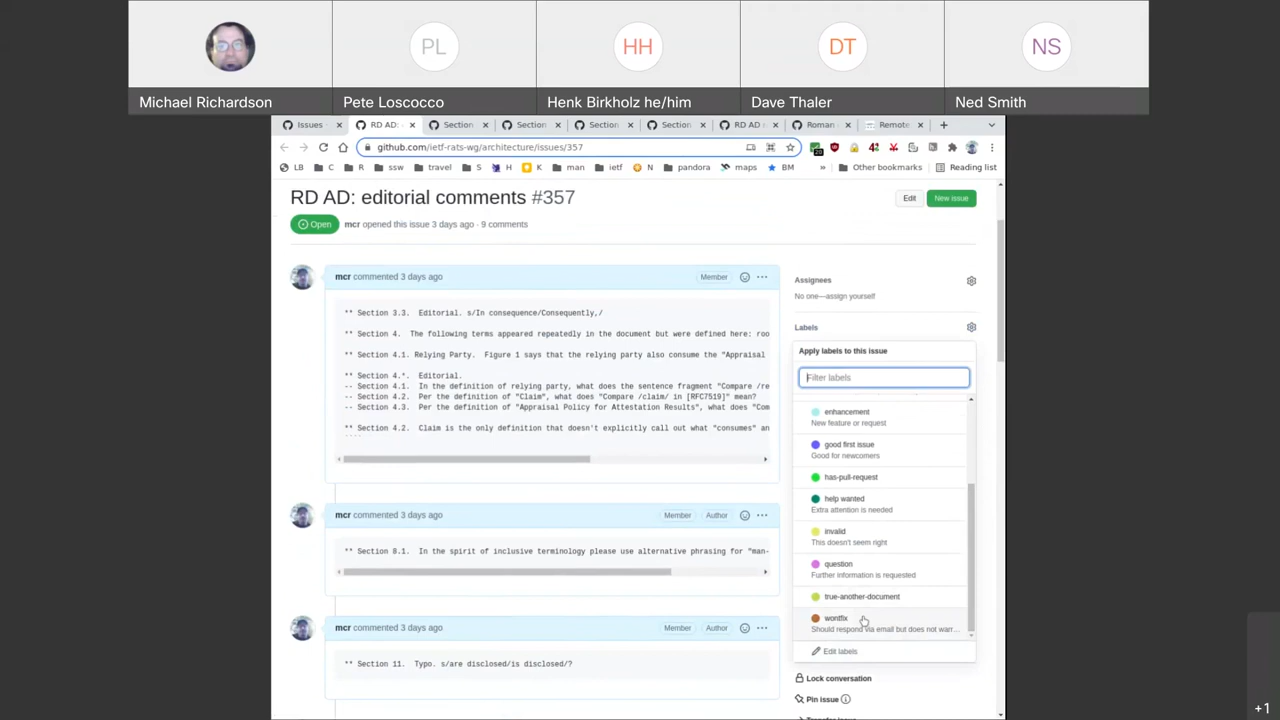 PL
HH
DT
NS
Michael Richardson
Pete Loscocco
Henk Birkholz he/him
Dave Thaler
Ned Smith
Issues
RD AD:
Section
Section
Section
Section
RD AD
Roman
Remote
github.com/ietf-rats-wg/architecture/issues/357
20
LB
C
R
ssw
travel
S
H
K
man
ietf
N
pandora
maps
BM
»
Other bookmarks
Reading list
RD AD: editorial comments #357
Edit
New issue
Open
mcr opened this issue 3 days ago · 9 comments
mcr commented 3 days ago
Member
** Section 3.3.  Editorial. s/In consequence/Consequently,/
** Section 4.  The following terms appeared repeatedly in the document but were defined here: roo
** Section 4.1. Relying Party.  Figure 1 says that the relying party also consume the "Appraisal
** Section 4.*.  Editorial.
-- Section 4.1.  In the definition of relying party, what does the sentence fragment "Compare /re
-- Section 4.2.  Per the definition of "Claim", what does "Compare /claim/ in [RFC7519]" mean?
-- Section 4.3.  Per the definition of "Appraisal Policy for Attestation Results", what does "Com
** Section 4.2.  Claim is the only definition that doesn't explicitly call out what "consumes" an
mcr commented 3 days ago
Member
Author
** Section 8.1.  In the spirit of inclusive terminology please use alternative phrasing for "man-
mcr commented 3 days ago
Member
Author
** Section 11.  Typo. s/are disclosed/is disclosed/?
Assignees
No one—assign yourself
Labels
Apply labels to this issue
Filter labels
enhancement
New feature or request
good first issue
Good for newcomers
has-pull-request
help wanted
Extra attention is needed
invalid
This doesn't seem right
question
Further information is requested
true-another-document
wontfix
Should respond via email but does not warr…
Edit labels
Lock conversation
Pin issue
+1